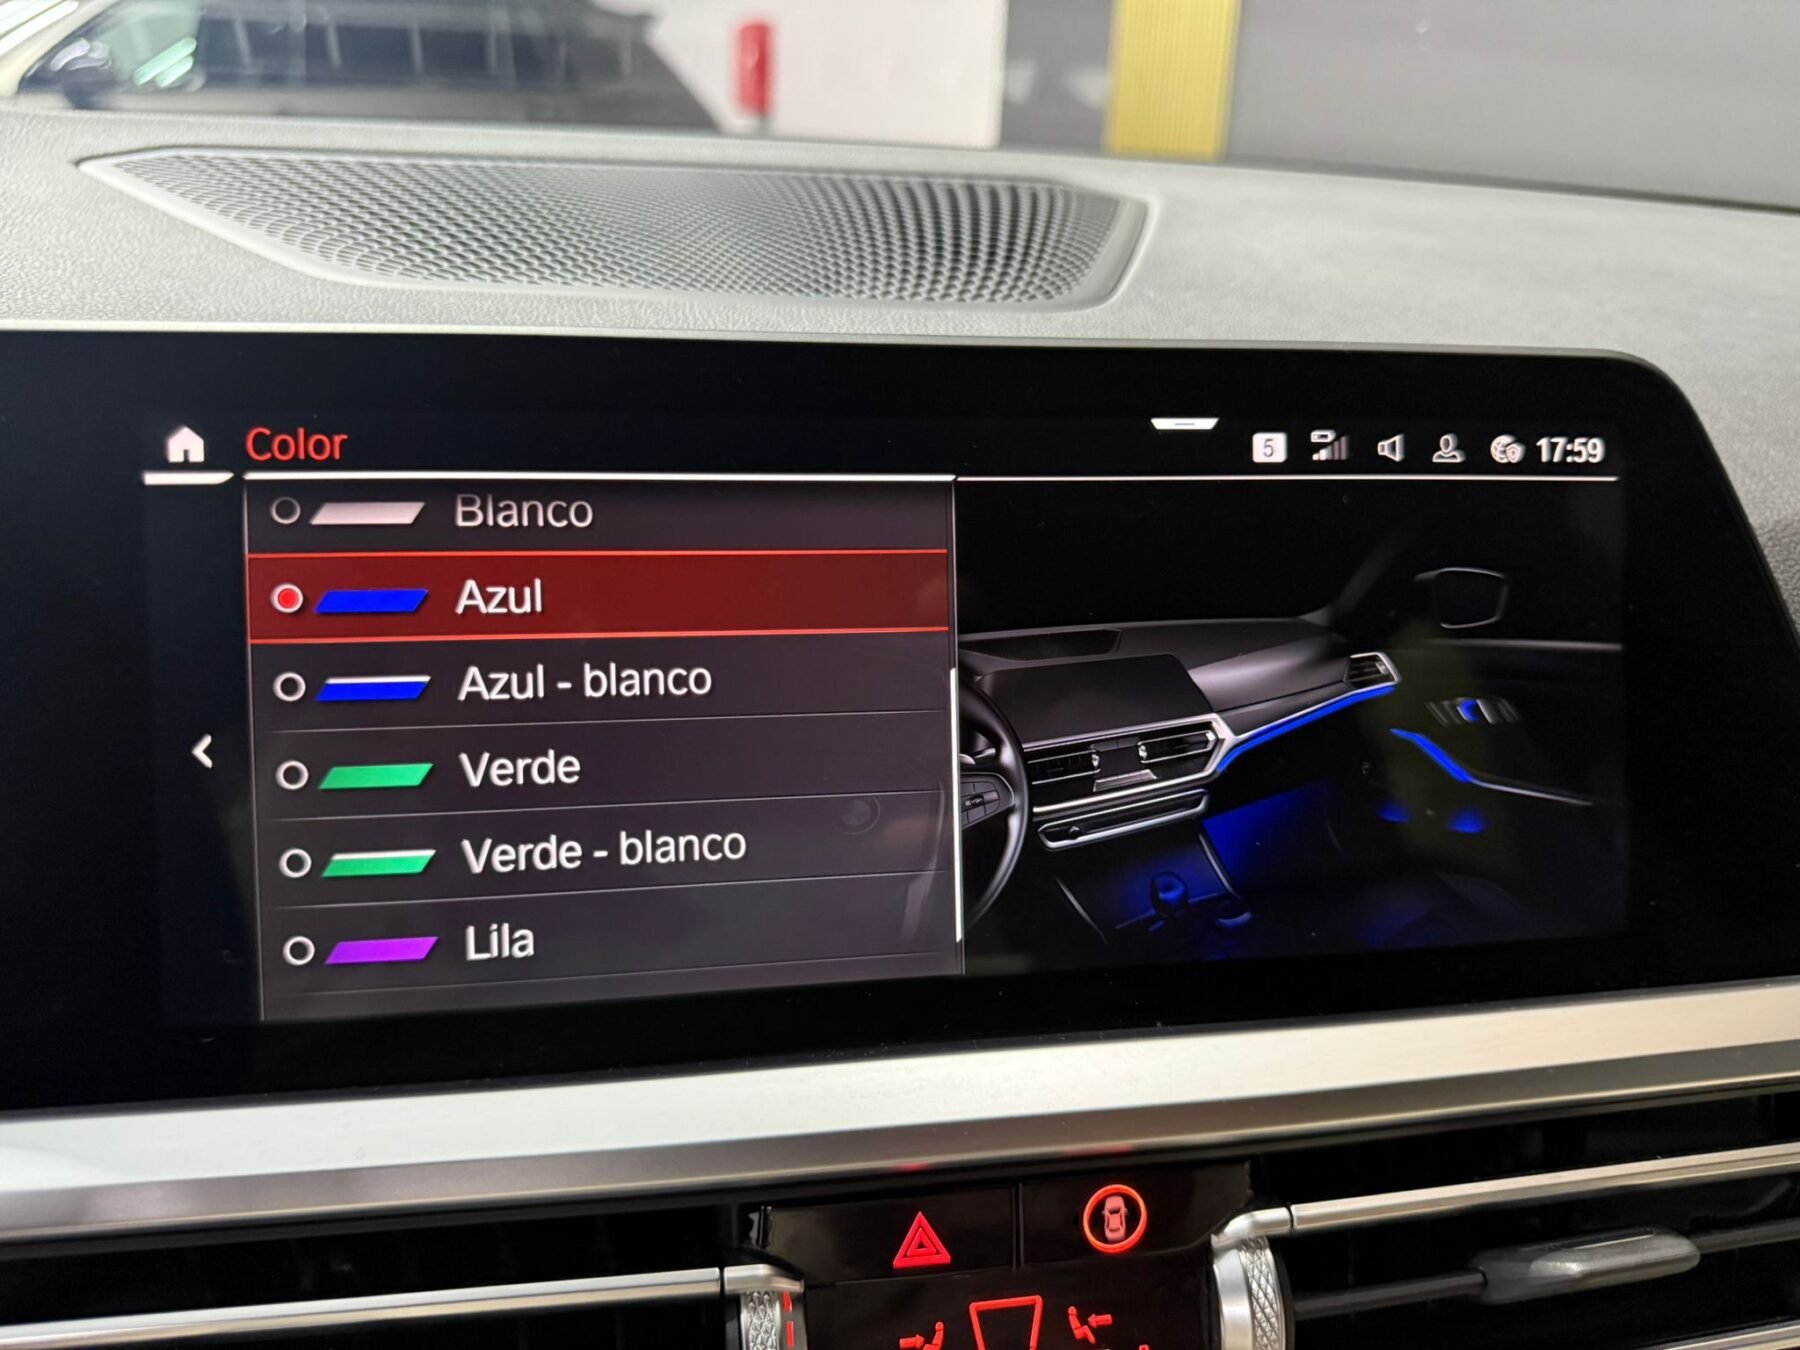 Color
5
17:59
Blanco
Azul
Azul - blanco
Verde
Verde - blanco
Lila